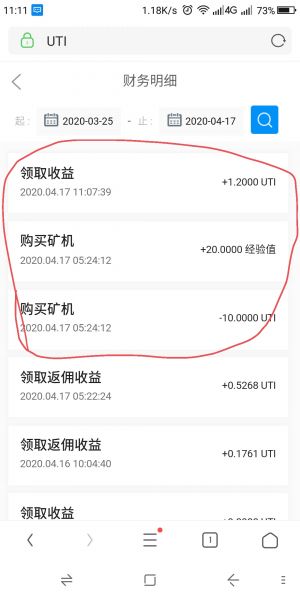 11:11 1.18K/s 4G 73%
UTI
财务明细
起： 2020-03-25 - 止： 2020-04-17
领取收益
2020.04.17 11:07:39
+1.2000 UTI
购买矿机
2020.04.17 05:24:12
+20.0000 经验值
购买矿机
2020.04.17 05:24:12
-10.0000 UTI
领取返佣收益
2020.04.17 05:22:24
+0.5268 UTI
领取返佣收益
2020.04.16 10:04:40
+0.1761 UTI
领取收益
1